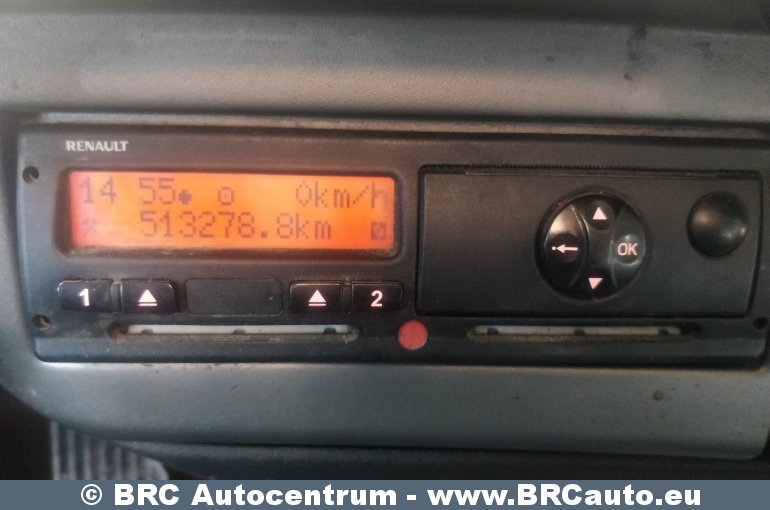 RENAULT
14 55 0km/h
513278.8km
1 2
OK
© BRC Autocentrum - www.BRCauto.eu